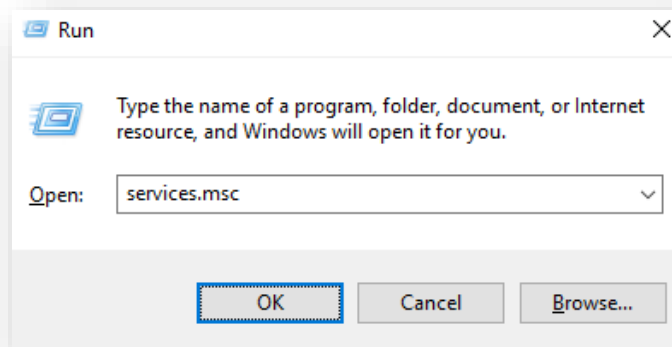 Run
Type the name of a program, folder, document, or Internet
resource, and Windows will open it for you.
Open: services.msc
OK Cancel Browse...